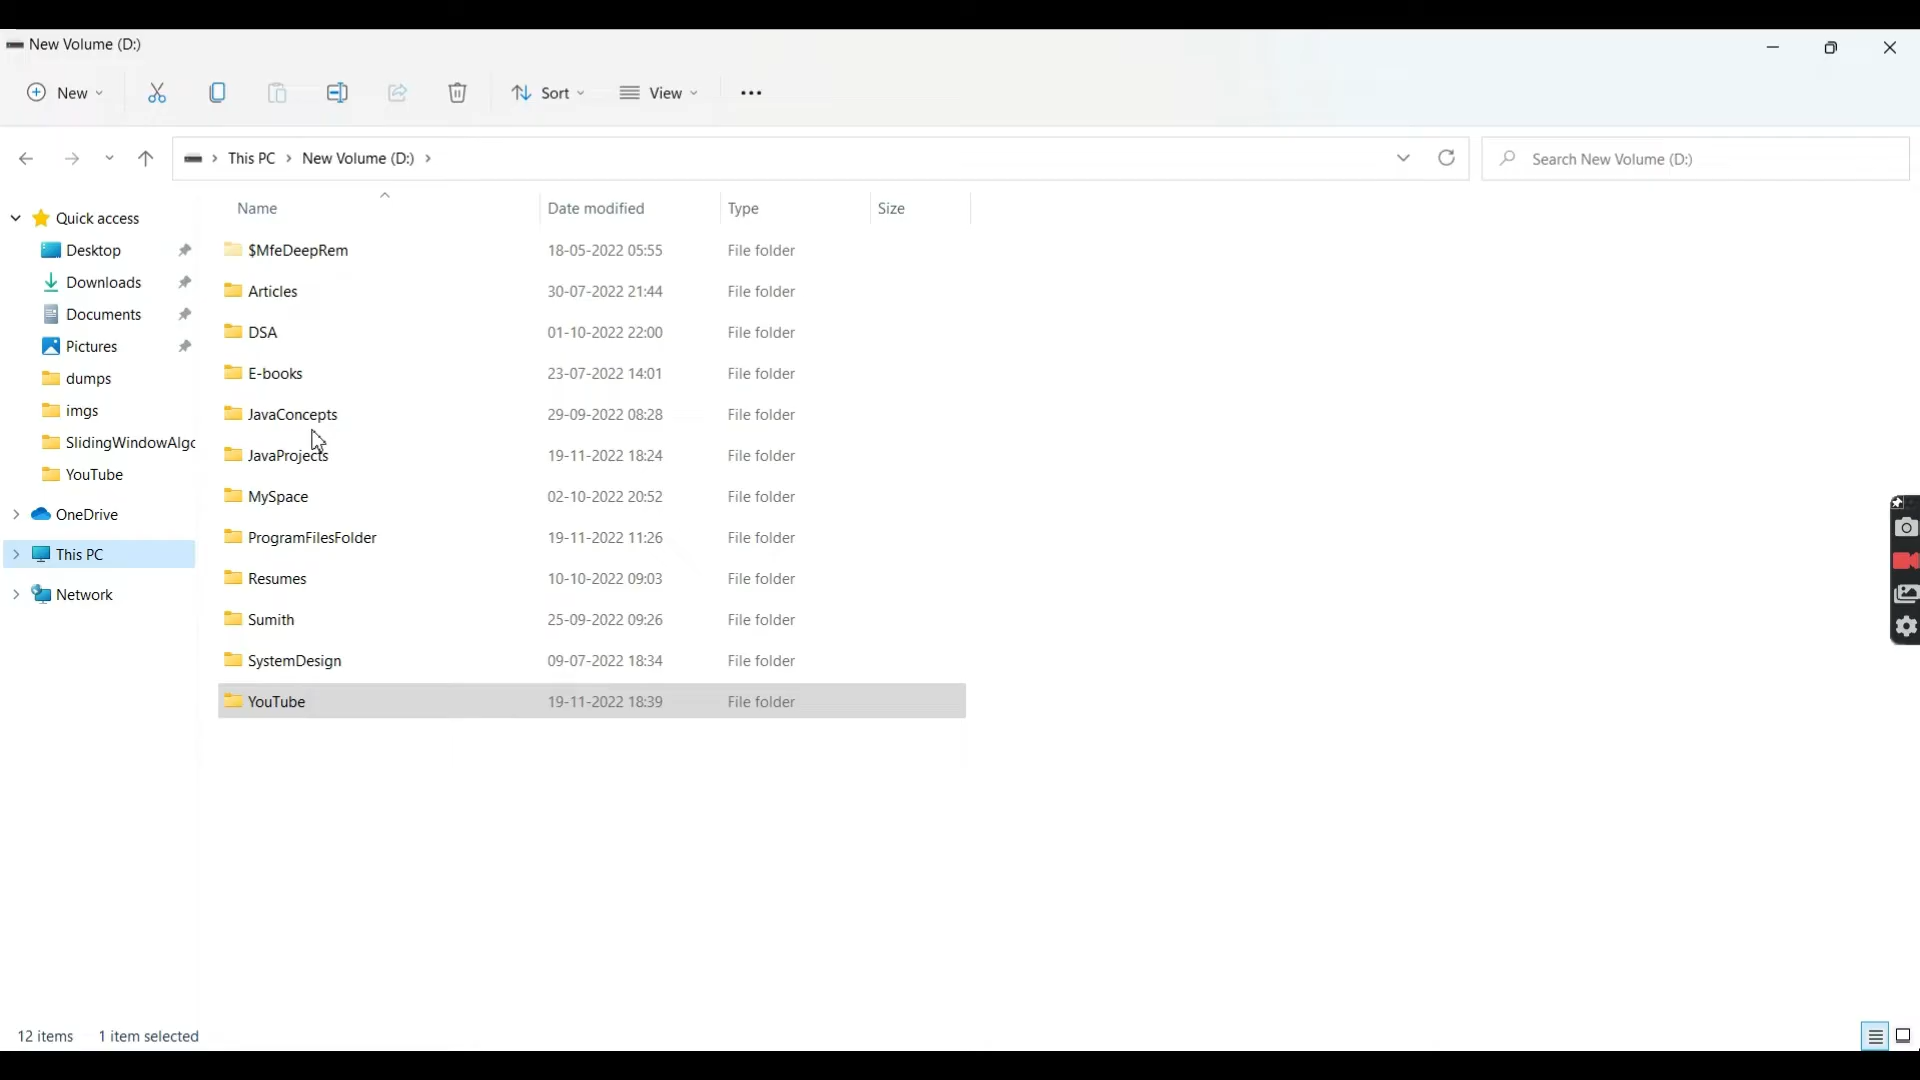 New Volume (D:)
New
Sort
View
This PC > New Volume (D:) >
Search New Volume (D:)
Name Date modified Type Size
Quick access
Desktop
Downloads
Documents
Pictures
dumps
imgs
SlidingWindowAlgo
YouTube
OneDrive
This PC
Network
$MfeDeepRem 18-05-2022 05:55 File folder
Articles 30-07-2022 21:44 File folder
DSA 01-10-2022 22:00 File folder
E-books 23-07-2022 14:01 File folder
JavaConcepts 29-09-2022 08:28 File folder
JavaProjects 19-11-2022 18:24 File folder
MySpace 02-10-2022 20:52 File folder
ProgramFilesFolder 19-11-2022 11:26 File folder
Resumes 10-10-2022 09:03 File folder
Sumith 25-09-2022 09:26 File folder
SystemDesign 09-07-2022 18:34 File folder
YouTube 19-11-2022 18:39 File folder
12 items 1 item selected